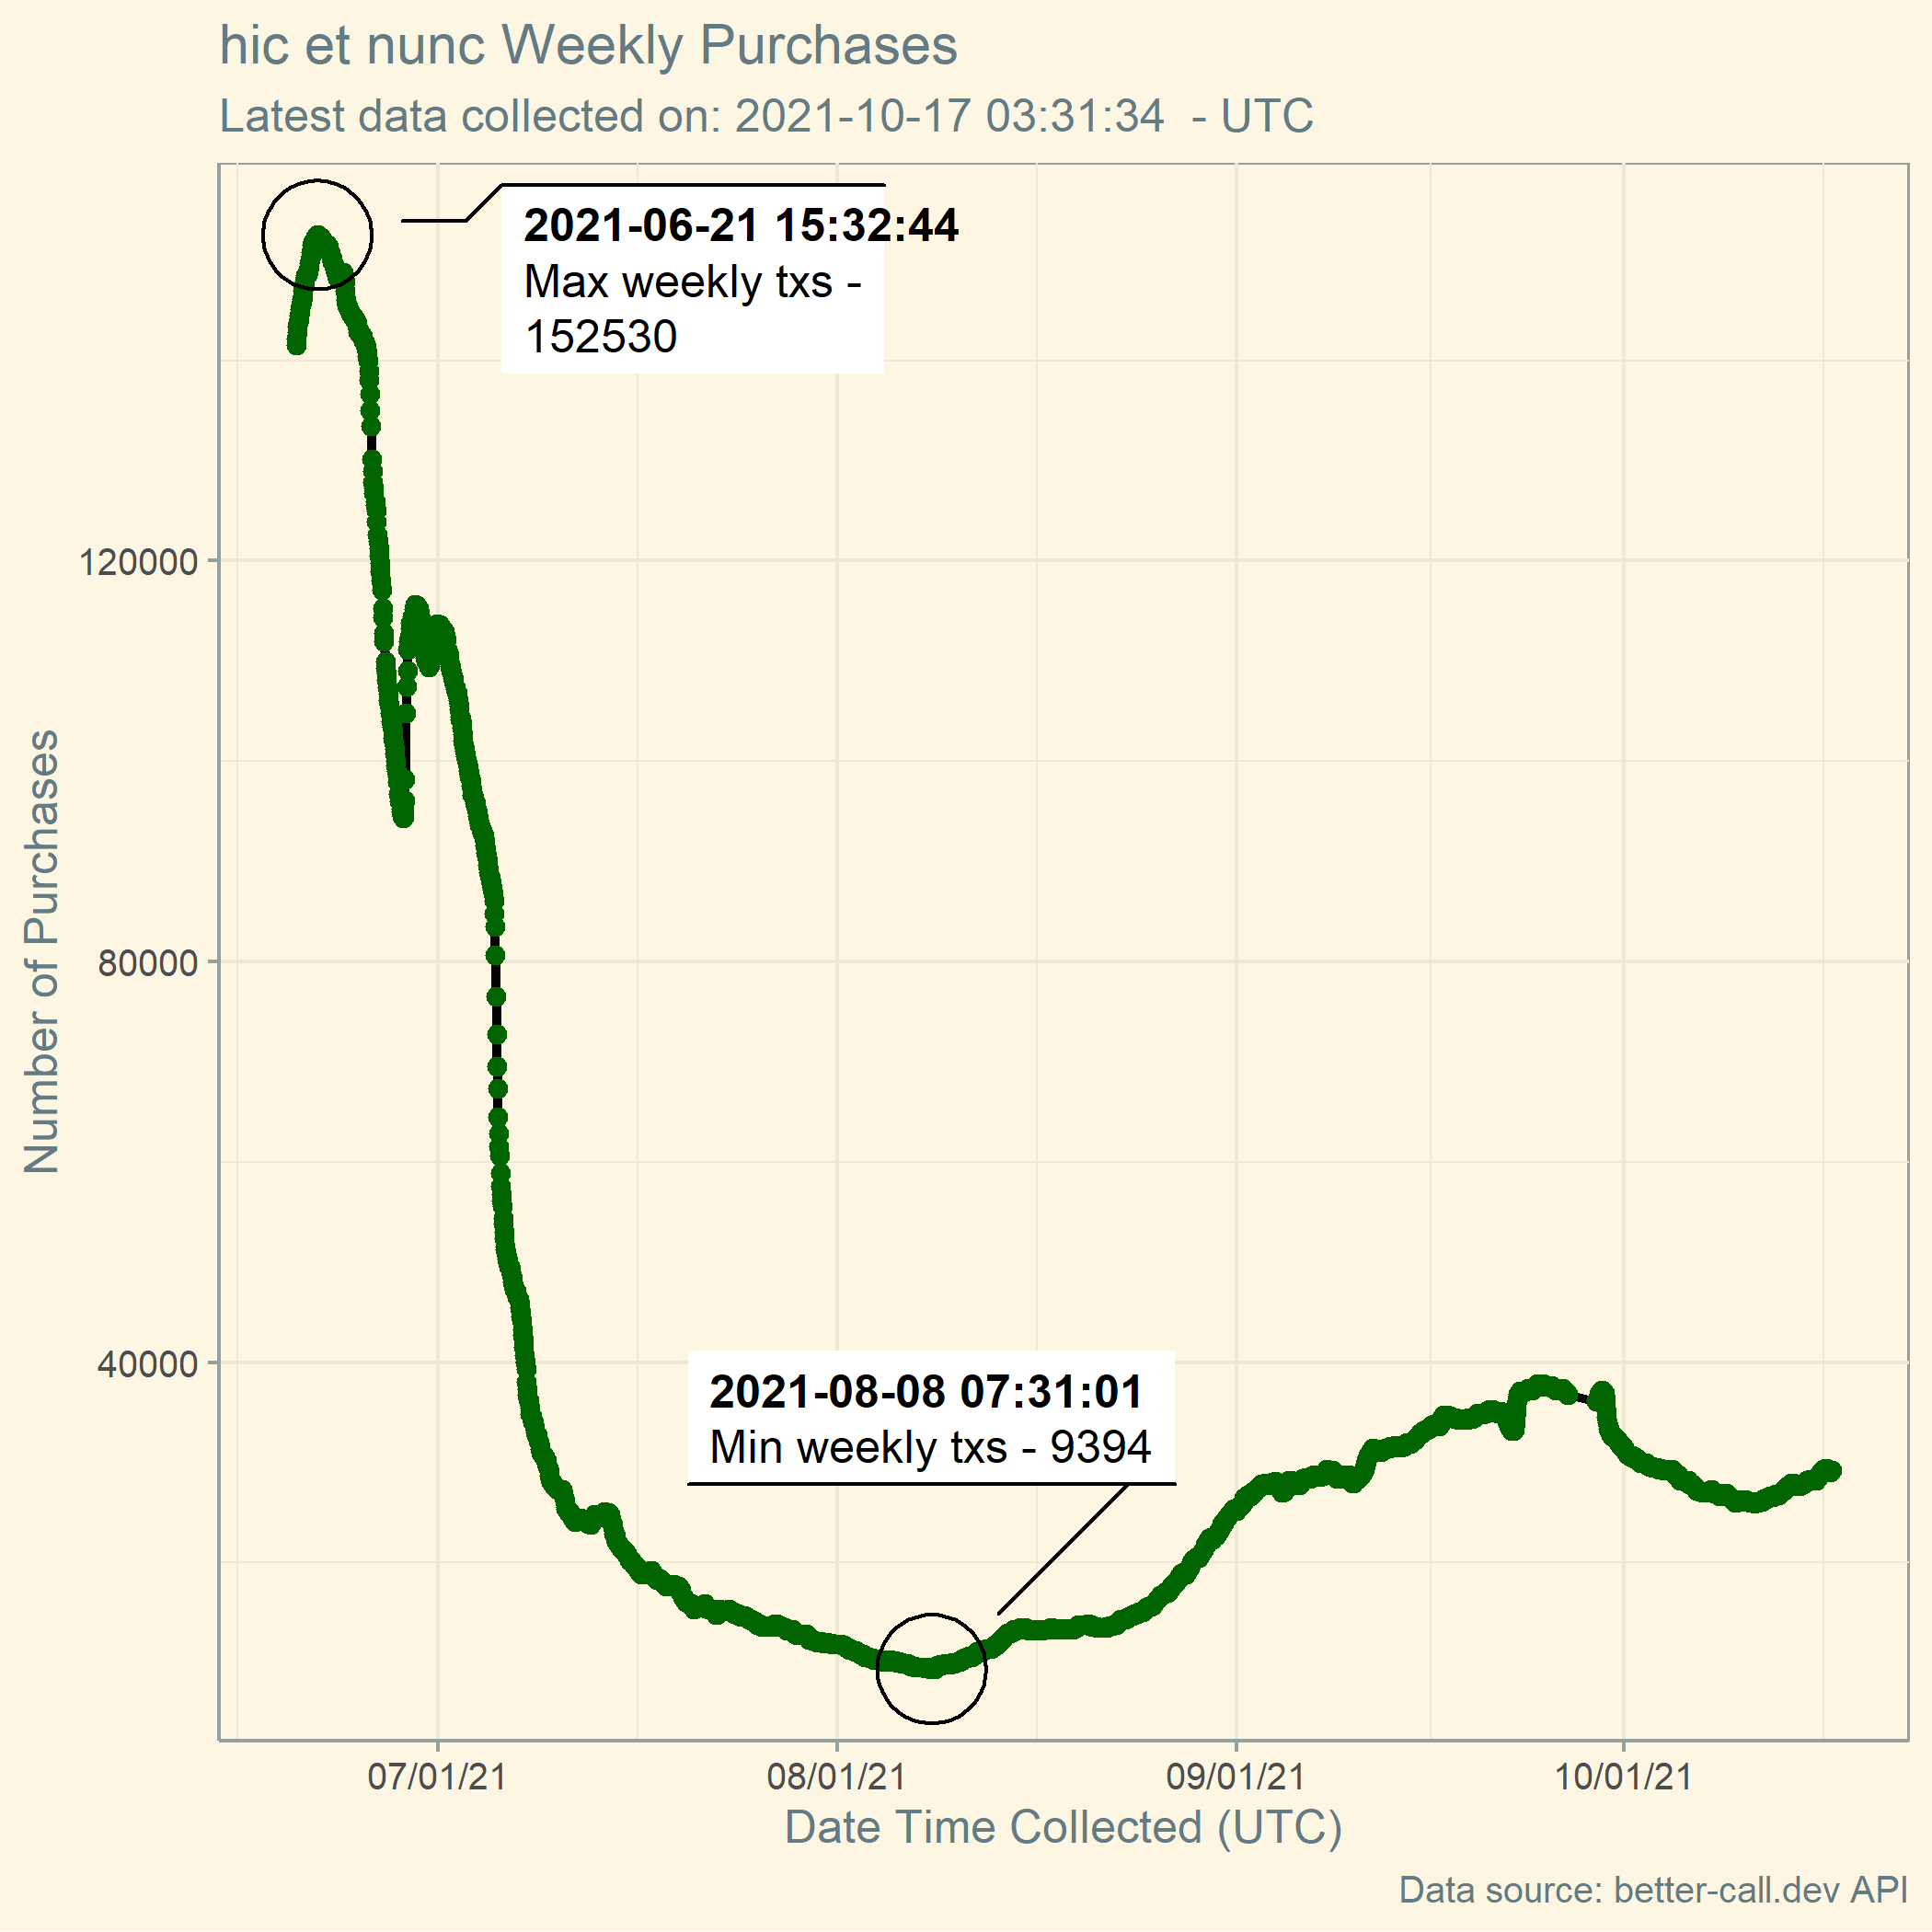 hic et nunc Weekly Purchases
Latest data collected on: 2021-10-17 03:31:34  - UTC
2021-06-21 15:32:44
Max weekly txs -
152530
120000
80000
40000
Number of Purchases
2021-08-08 07:31:01
Min weekly txs - 9394
07/01/21
08/01/21
09/01/21
10/01/21
Date Time Collected (UTC)
Data source: better-call.dev API